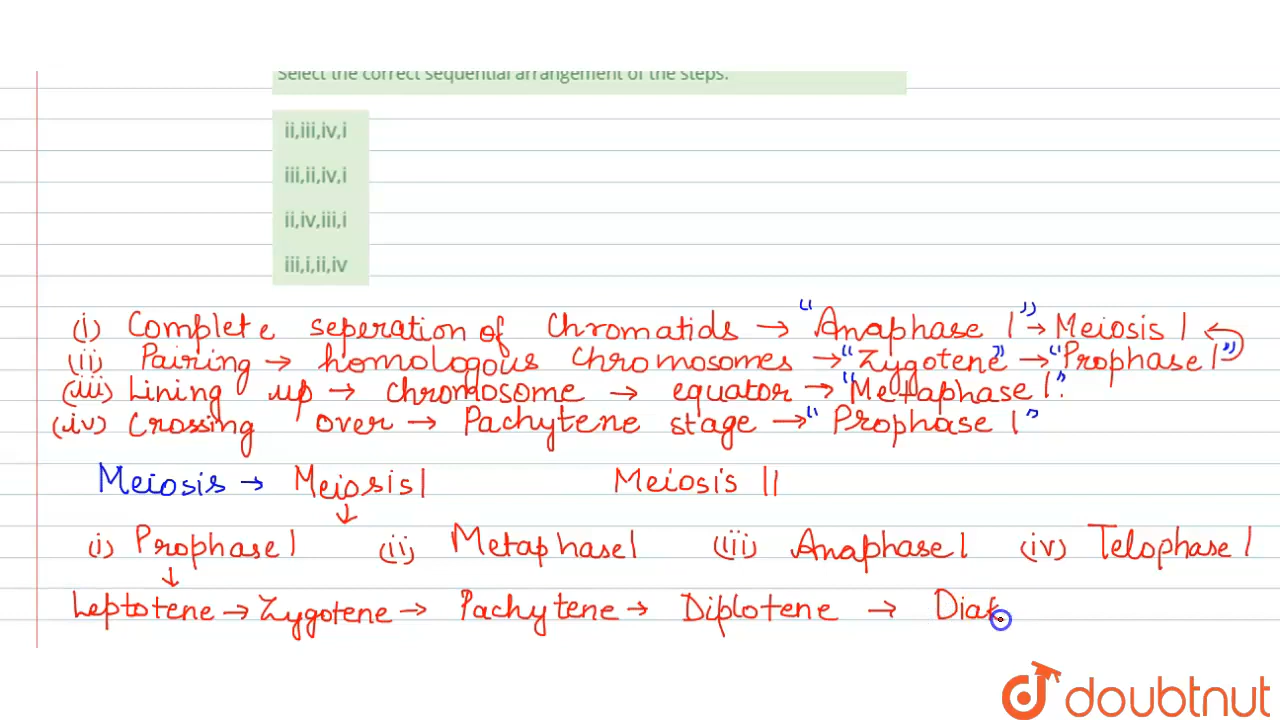 Select the correct sequential arrangement of the steps.
ii,iii,iv,i
iii,ii,iv,i
ii,iv,iii,i
iii,i,ii,iv
(i) Complete seperation of Chromatids → "Anaphase I" → Meiosis I
(ii) Pairing → homologous Chromosomes → "Zygotene" → "Prophase I"
(iii) Lining up → chromosome → equator → "Metaphase I."
(iv) Crossing over → Pachytene stage → "Prophase I"
Meiosis → Meiosis I Meiosis II
↓
(i) Prophase I (ii) Metaphase I (iii) Anaphase I (iv) Telophase I
↓
Leptotene → Zygotene → Pachytene → Diplotene → Diak
doubtnut